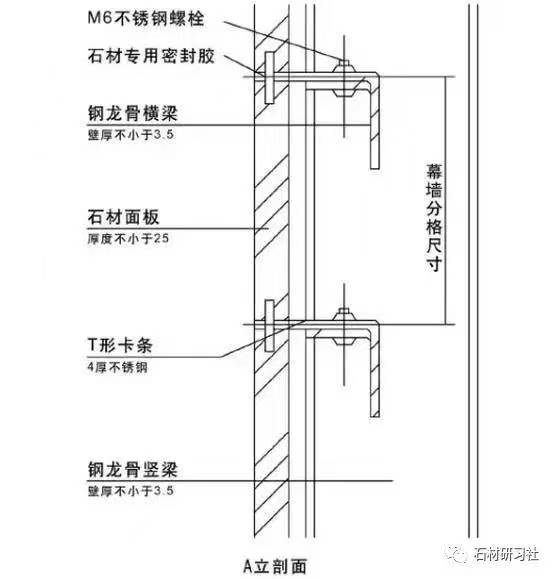 M6不锈钢螺栓
石材专用密封胶
钢龙骨横梁
壁厚不小于3.5
石材面板
厚度不小于25
幕墙分格尺寸
T形卡条
4厚不锈钢
钢龙骨竖梁
壁厚不小于3.5
A立剖面
石材研习社